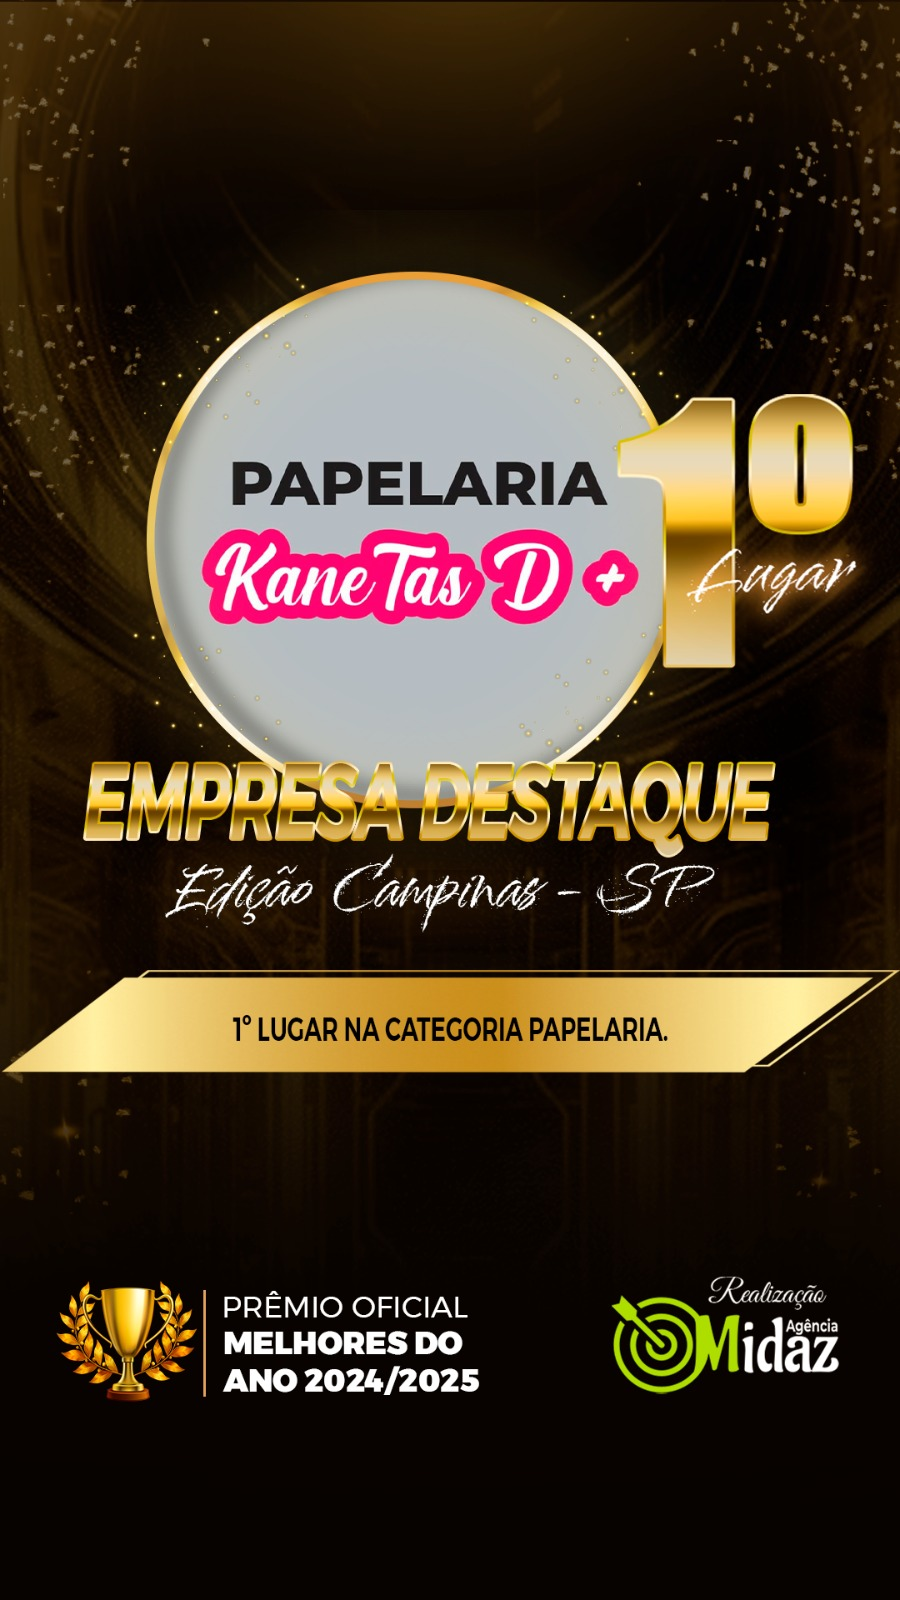 PAPELARIA
KaneTas D +
1º
Lugar
EMPRESA DESTAQUE
Edição Campinas - SP
1° LUGAR NA CATEGORIA PAPELARIA.
PRÊMIO OFICIAL
MELHORES DO
ANO 2024/2025
Realização
Agência
Midaz